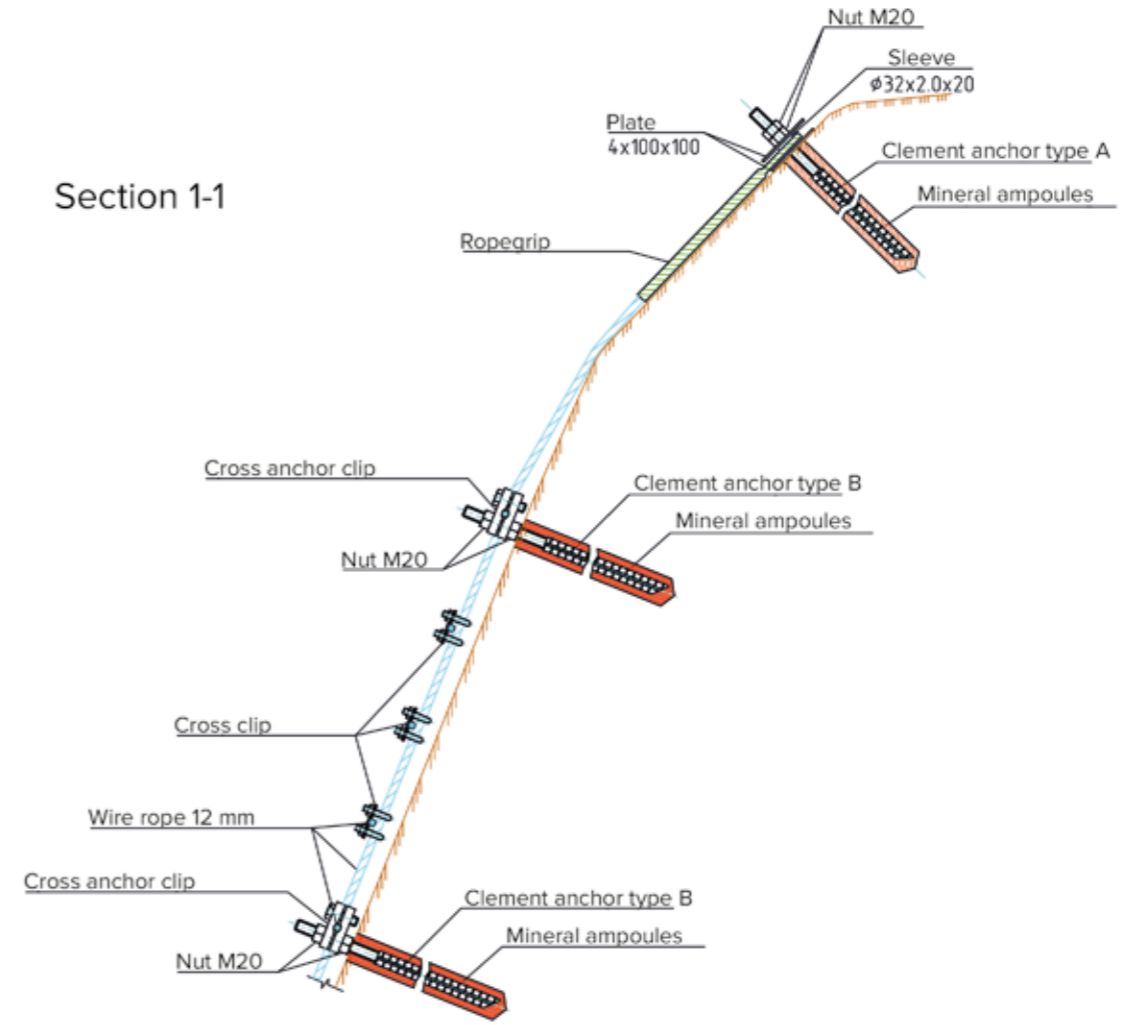 Nut M20
Sleeve
⌀32x2.0x20
Plate
4x100x100
Clement anchor type A
Section 1-1
Mineral ampoules
Ropegrip
Cross anchor clip
Clement anchor type B
Mineral ampoules
Nut M20
Cross clip
Wire rope 12 mm
Cross anchor clip
Clement anchor type B
Mineral ampoules
Nut M20